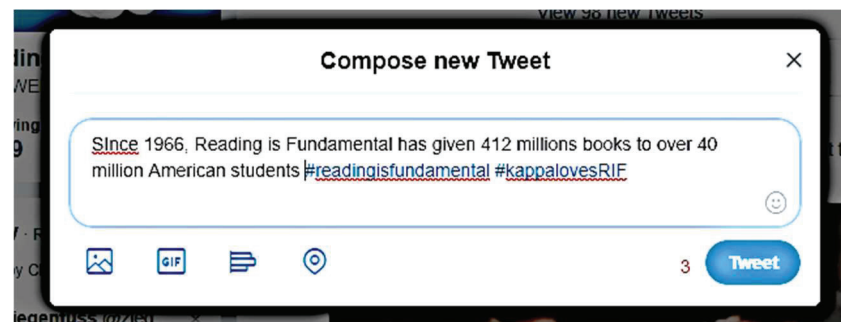 View 98 new Tweets
Compose new Tweet
SInce 1966, Reading is Fundamental has given 412 millions books to over 40
million American students #readingisfundamental #kappalovesRIF
GIF
3 Tweet